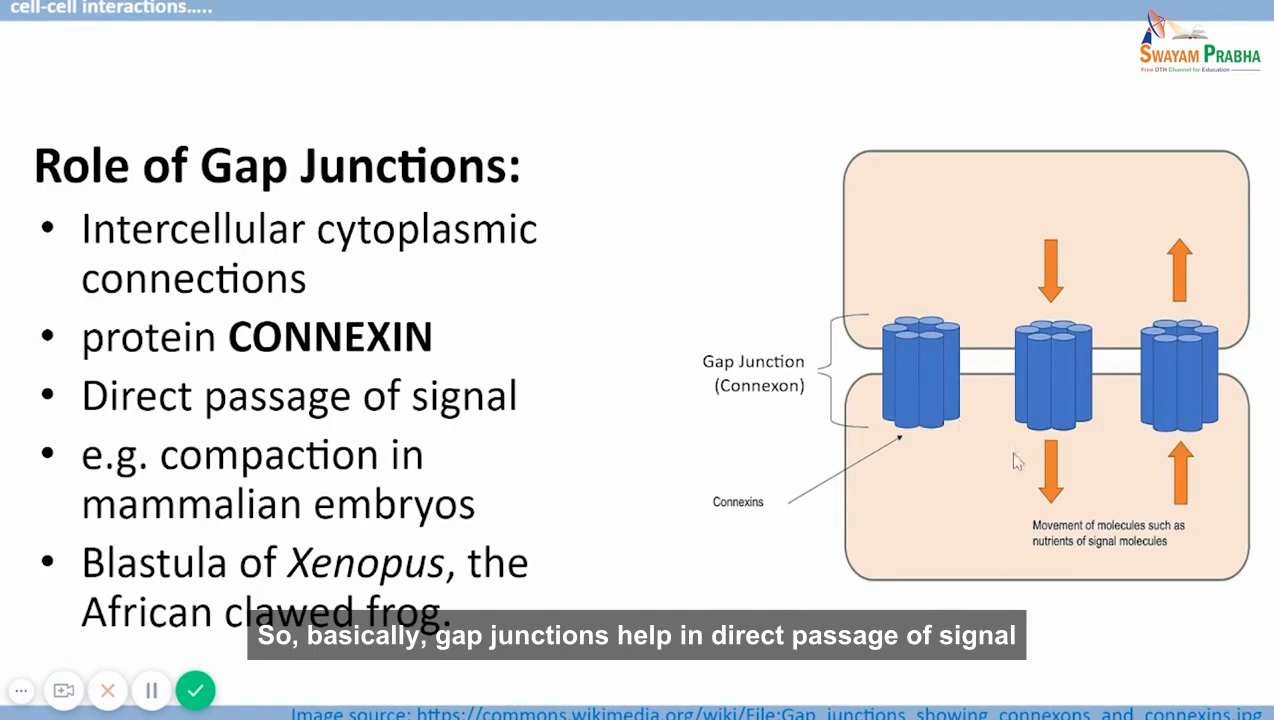 cell-cell interactions.....
SWAYAM PRABHA
Free DTH Channel for Education
Role of Gap Junctions:
• Intercellular cytoplasmic
connections
• protein CONNEXIN
• Direct passage of signal
• e.g. compaction in
mammalian embryos
• Blastula of Xenopus, the
African clawed frog.
Gap Junction
(Connexon)
Connexins
Movement of molecules such as
nutrients of signal molecules
So, basically, gap junctions help in direct passage of signal
Image source: https://commons.wikimedia.org/wiki/File:Gap_junctions_showing_connexons_and_connexins.jpg